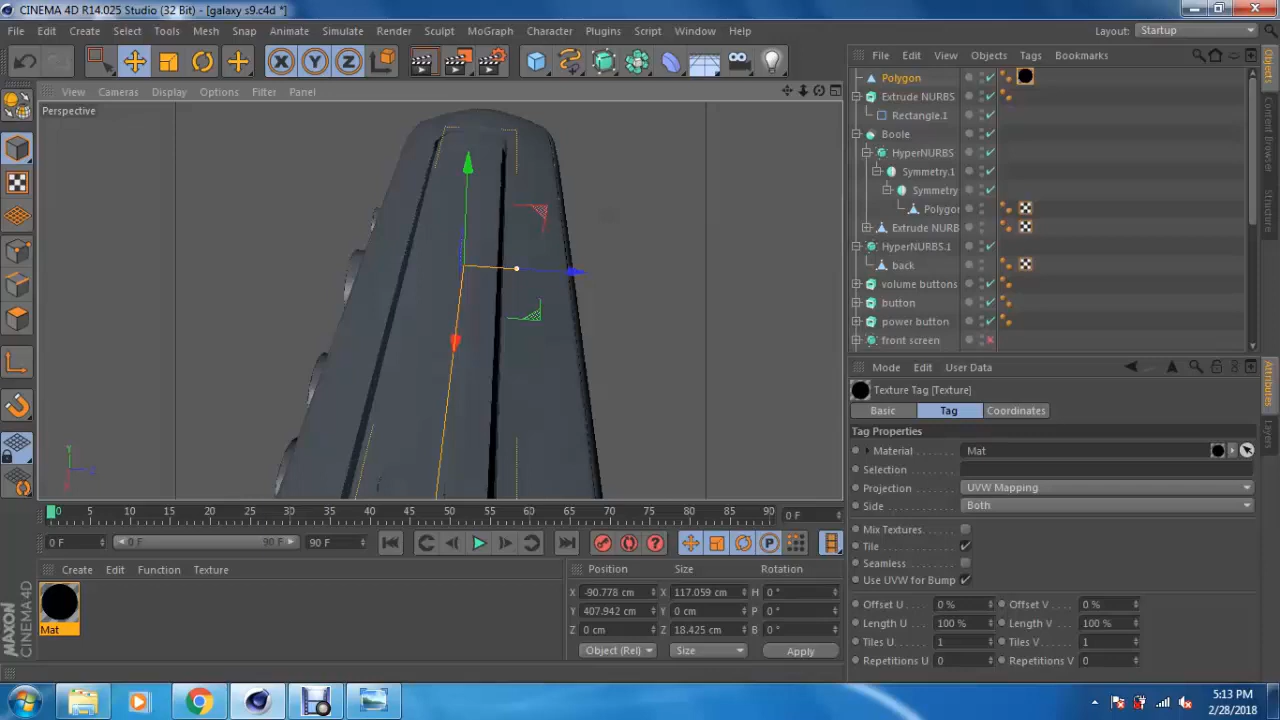 CINEMA 4D R14.025 Studio (32 Bit) - [galaxy s9.c4d *]
File Edit Create Select Tools Mesh Snap Animate Simulate Render Sculpt MoGraph Character Plugins Script Window Help Layout: Startup
View Cameras Display Options Filter Panel
File Edit View Objects Tags Bookmarks
Perspective
Polygon
Extrude NURBS
Rectangle.1
Boole
HyperNURBS
Symmetry.1
Symmetry
Polygor
Extrude NURB
HyperNURBS.1
back
volume buttons
button
power button
front screen
Objects
Content Browser
Structure
Mode Edit User Data
Texture Tag [Texture]
Basic Tag Coordinates
Tag Properties
Material Mat
Selection
Projection UVW Mapping
Side Both
Mix Textures
Tile
Seamless
Use UVW for Bump
Offset U 0 % Offset V 0 %
Length U 100 % Length V 100 %
Tiles U 1 Tiles V 1
Repetitions U 0 Repetitions V 0
Attributes
Layers
X Y Z
Y
0 5 10 15 20 25 30 35 40 45 50 55 60 65 70 75 80 85 90 0 F
0 F 0 F 90 F 90 F
Create Edit Function Texture
Mat
Position Size Rotation
X -90.778 cm X 117.059 cm H 0 °
Y 407.942 cm Y 0 cm P 0 °
Z 0 cm Z 18.425 cm B 0 °
Object (Rel) Size Apply
MAXON
CINEMA 4D
5:13 PM
2/28/2018